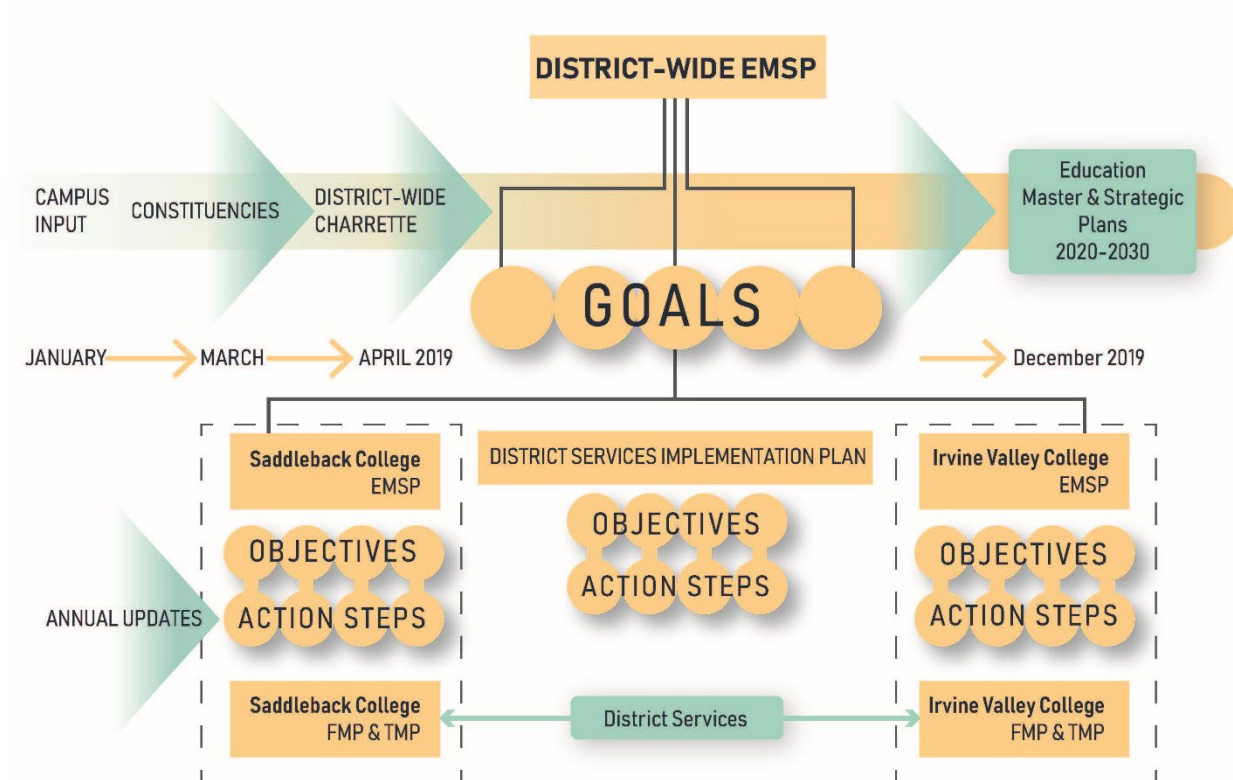 DISTRICT-WIDE EMSP
CAMPUS
INPUT
CONSTITUENCIES
DISTRICT-WIDE
CHARRETTE
Education
Master & Strategic
Plans
2020-2030
GOALS
JANUARY
MARCH
APRIL 2019
December 2019
Saddleback College
EMSP
DISTRICT SERVICES IMPLEMENTATION PLAN
Irvine Valley College
EMSP
OBJECTIVES
ACTION STEPS
OBJECTIVES
ACTION STEPS
OBJECTIVES
ACTION STEPS
ANNUAL UPDATES
Saddleback College
FMP & TMP
District Services
Irvine Valley College
FMP & TMP